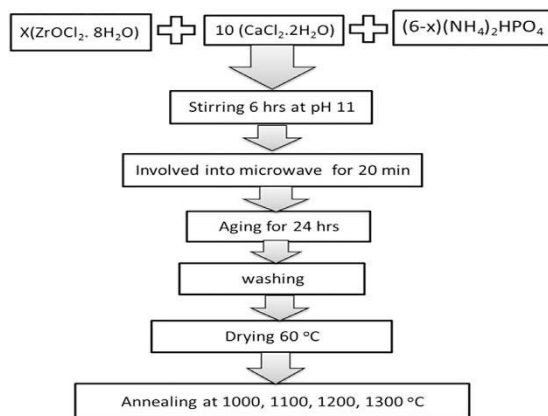 X(ZrOCl₂. 8H₂O)
10 (CaCl₂.2H₂O)
(6-x)(NH₄)₂HPO₄
Stirring 6 hrs at pH 11
Involved into microwave for 20 min
Aging for 24 hrs
washing
Drying 60 °C
Annealing at 1000, 1100, 1200, 1300 °C